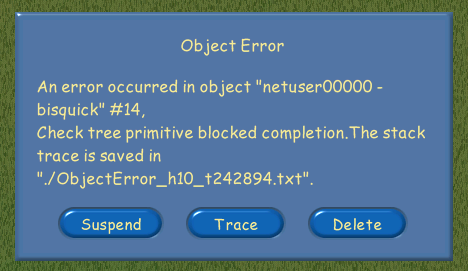 Object Error
An error occurred in object "netuser00000 -
bisquick" #14,
Check tree primitive blocked completion.The stack
trace is saved in
"./ObjectError_h10_t242894.txt".
Suspend Trace Delete